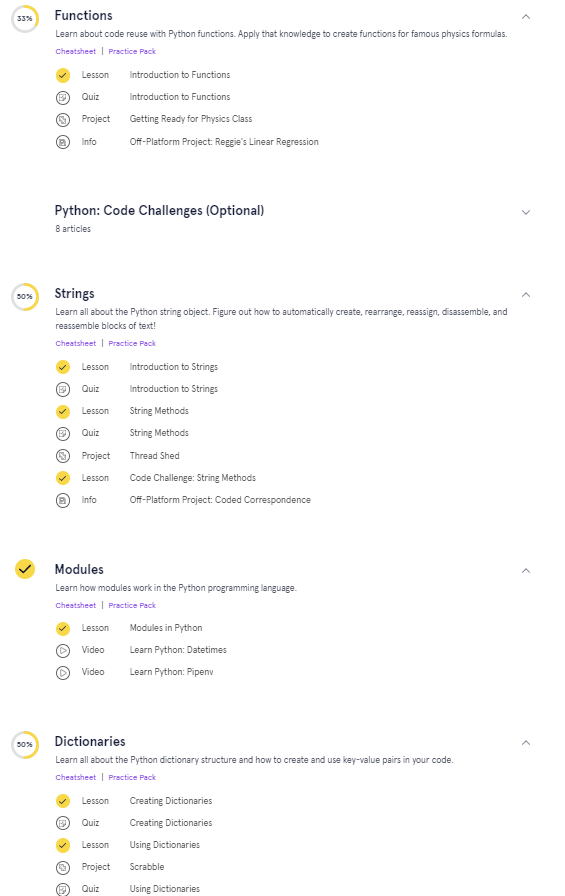 33%
Functions
Learn about code reuse with Python functions. Apply that knowledge to create functions for famous physics formulas.
Cheatsheet | Practice Pack
Lesson Introduction to Functions
Quiz Introduction to Functions
Project Getting Ready for Physics Class
Info Off-Platform Project: Reggie's Linear Regression
Python: Code Challenges (Optional)
8 articles
50%
Strings
Learn all about the Python string object. Figure out how to automatically create, rearrange, reassign, disassemble, and
reassemble blocks of text!
Cheatsheet | Practice Pack
Lesson Introduction to Strings
Quiz Introduction to Strings
Lesson String Methods
Quiz String Methods
Project Thread Shed
Lesson Code Challenge: String Methods
Info Off-Platform Project: Coded Correspondence
Modules
Learn how modules work in the Python programming language.
Cheatsheet | Practice Pack
Lesson Modules in Python
Video Learn Python: Datetimes
Video Learn Python: Pipenv
50%
Dictionaries
Learn all about the Python dictionary structure and how to create and use key-value pairs in your code.
Cheatsheet | Practice Pack
Lesson Creating Dictionaries
Quiz Creating Dictionaries
Lesson Using Dictionaries
Project Scrabble
Quiz Using Dictionaries